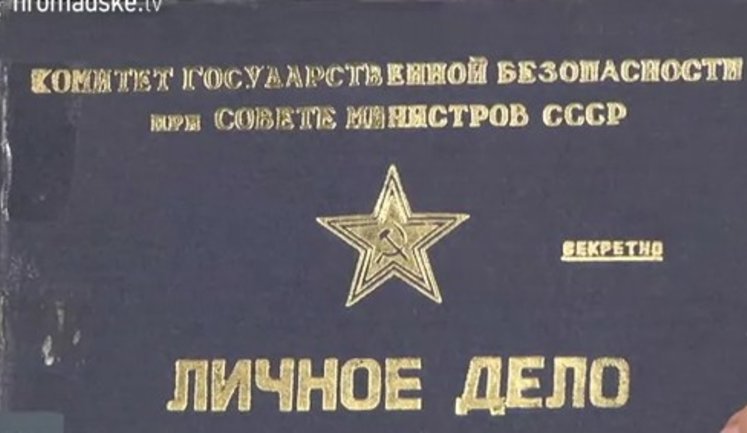 hromadske.tv
КОМИТЕТ ГОСУДАРСТВЕННОЙ БЕЗОПАСНОСТИ
ПРИ СОВЕТЕ МИНИСТРОВ СССР
СЕКРЕТНО
ЛИЧНОЕ ДЕЛО